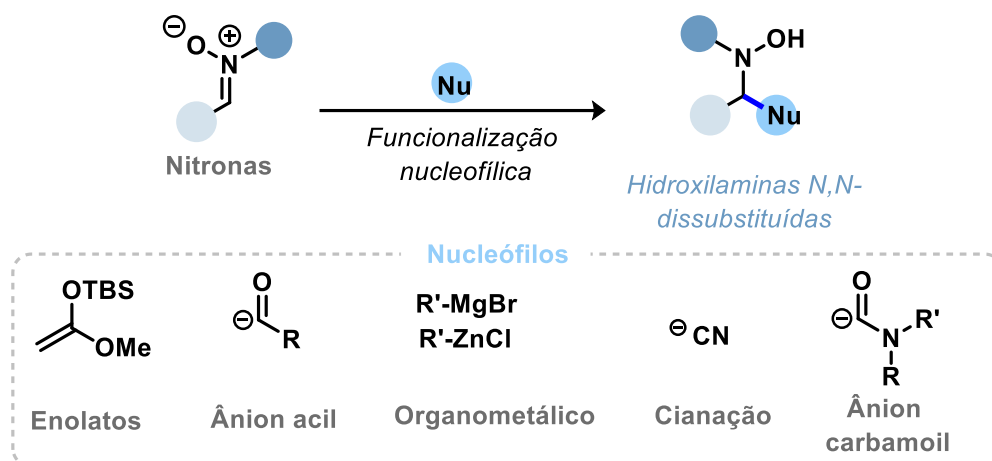 ⊖
O
⊕
N
Nitronas
Nu
Funcionalização
nucleofílica
N
OH
Nu
Hidroxilaminas N,N-
dissubstituídas
Nucleófilos
OTBS
OMe
Enolatos
O
⊖
R
Ânion acil
R'-MgBr
R'-ZnCl
Organometálico
⊖CN
Cianação
O
⊖
N
R'
R
Ânion
carbamoil